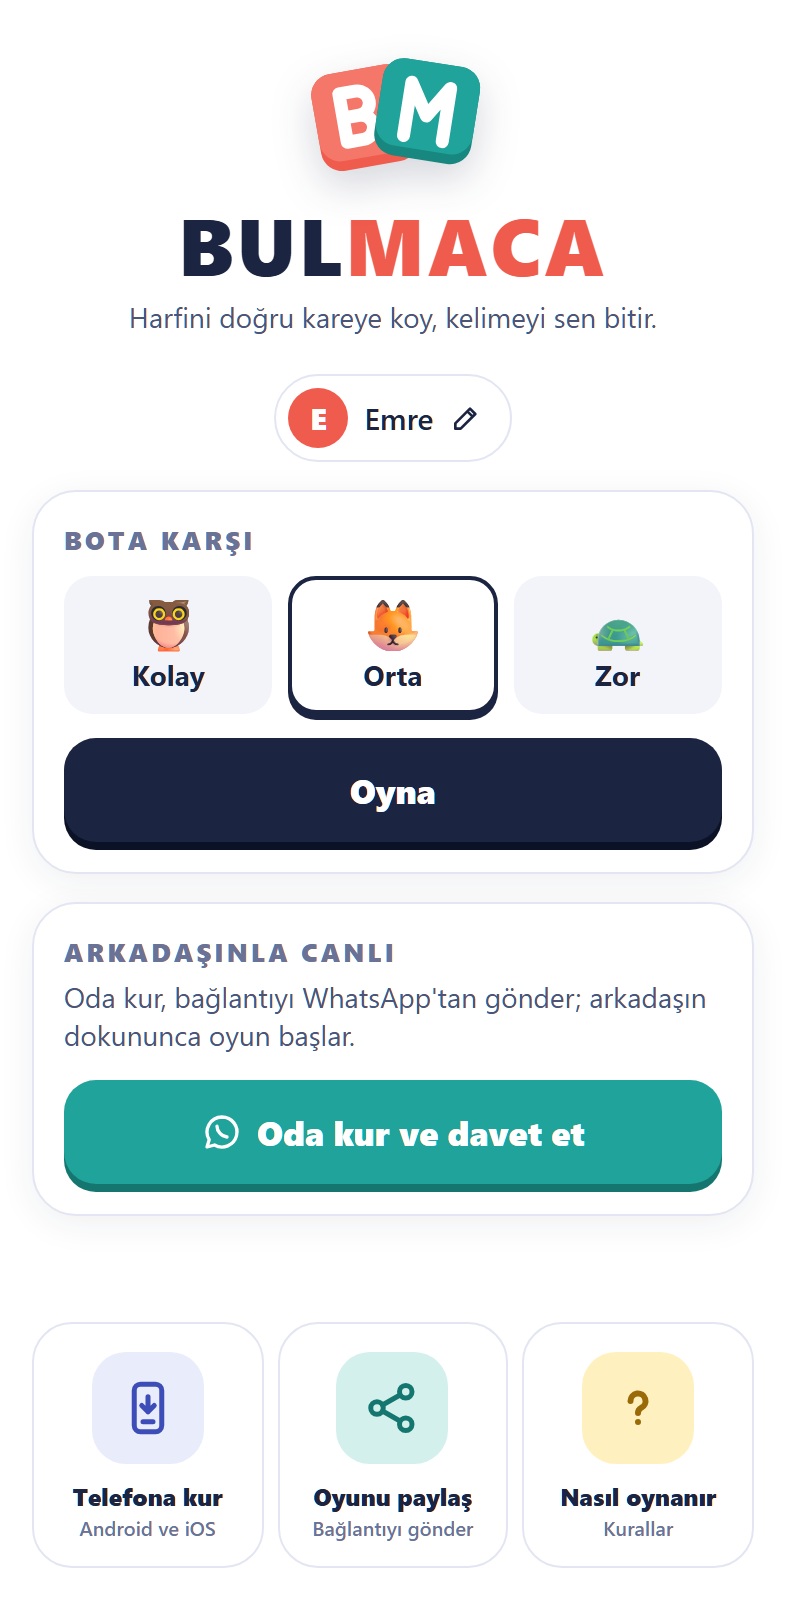 BM
BULMACA
Harfini doğru kareye koy, kelimeyi sen bitir.
E Emre
BOTA KARŞI
Kolay Orta Zor
Oyna
ARKADAŞINLA CANLI
Oda kur, bağlantıyı WhatsApp'tan gönder; arkadaşın
dokununca oyun başlar.
Oda kur ve davet et
?
Telefona kur Oyunu paylaş Nasıl oynanır
Android ve iOS Bağlantıyı gönder Kurallar